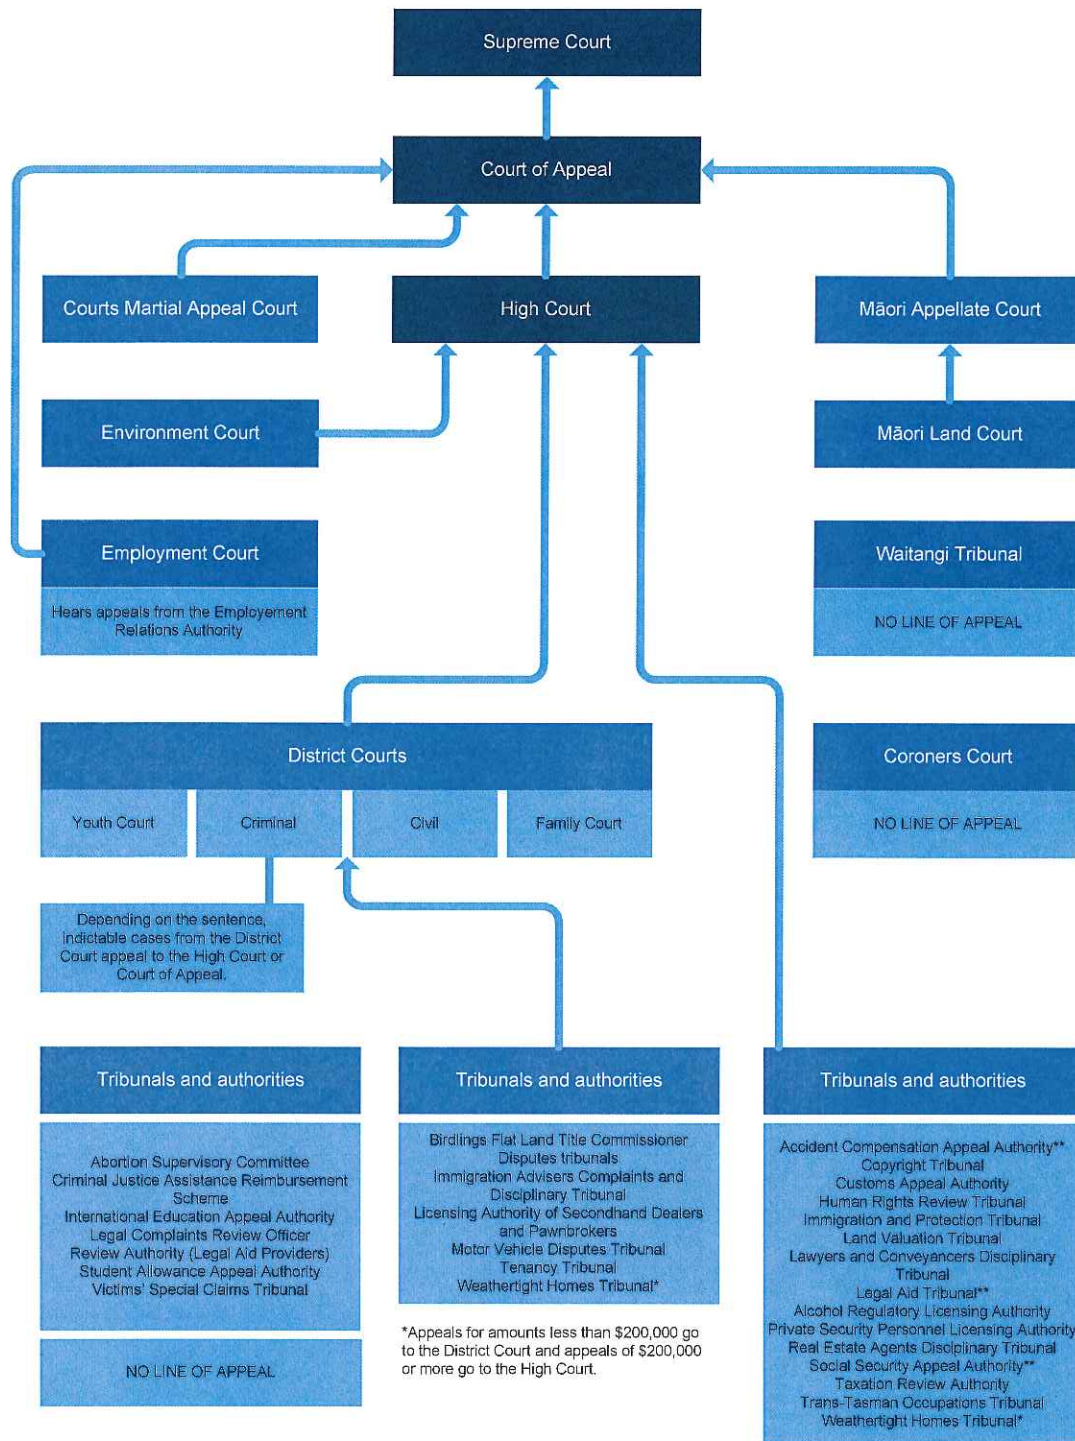 Supreme Court
Court of Appeal
Courts Martial Appeal Court
High Court
Māori Appellate Court
Environment Court
Māori Land Court
Employment Court
Hears appeals from the Employement
Relations Authority
Waitangi Tribunal
NO LINE OF APPEAL
District Courts
Youth Court
Criminal
Civil
Family Court
Coroners Court
NO LINE OF APPEAL
Depending on the sentence,
indictable cases from the District
Court appeal to the High Court or
Court of Appeal.
Tribunals and authorities
Abortion Supervisory Committee
Criminal Justice Assistance Reimbursement
Scheme
International Education Appeal Authority
Legal Complaints Review Officer
Review Authority (Legal Aid Providers)
Student Allowance Appeal Authority
Victims' Special Claims Tribunal
NO LINE OF APPEAL
Tribunals and authorities
Birdlings Flat Land Title Commissioner
Disputes tribunals
Immigration Advisers Complaints and
Disciplinary Tribunal
Licensing Authority of Secondhand Dealers
and Pawnbrokers
Motor Vehicle Disputes Tribunal
Tenancy Tribunal
Weathertight Homes Tribunal*
*Appeals for amounts less than $200,000 go
to the District Court and appeals of $200,000
or more go to the High Court.
Tribunals and authorities
Accident Compensation Appeal Authority**
Copyright Tribunal
Customs Appeal Authority
Human Rights Review Tribunal
Immigration and Protection Tribunal
Land Valuation Tribunal
Lawyers and Conveyancers Disciplinary
Tribunal
Legal Aid Tribunal**
Alcohol Regulatory Licensing Authority
Private Security Personnel Licensing Authority
Real Estate Agents Disciplinary Tribunal
Social Security Appeal Authority**
Taxation Review Authority
Trans-Tasman Occupations Tribunal
Weathertight Homes Tribunal*